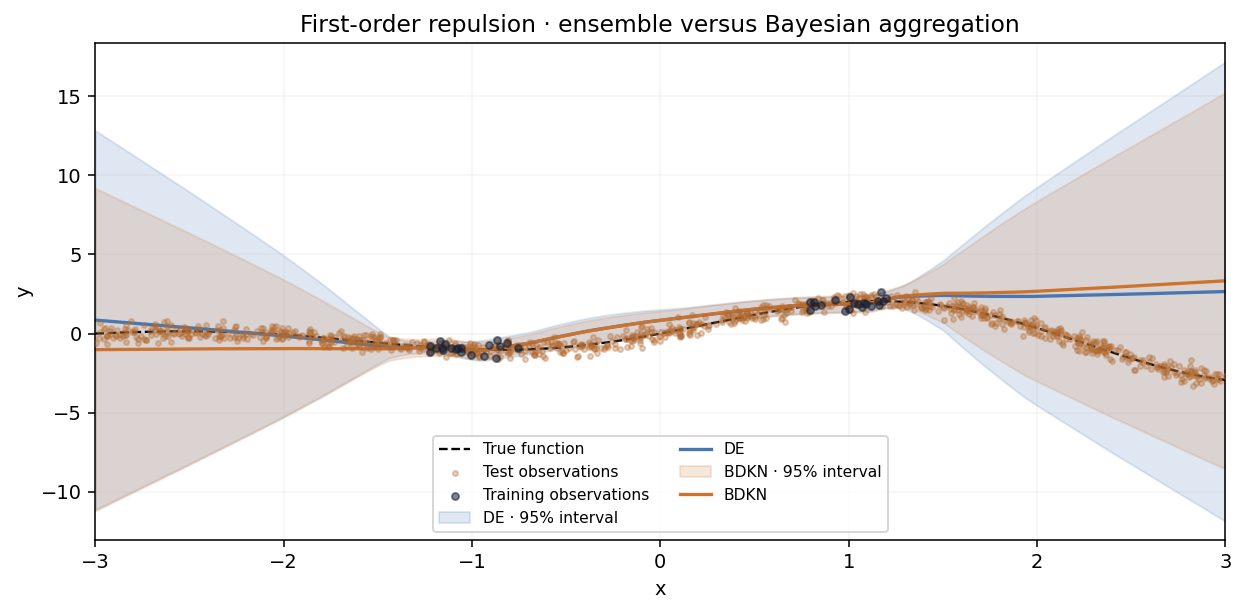 First-order repulsion · ensemble versus Bayesian aggregation
y
15
10
5
0
−5
−10
True function
Test observations
Training observations
DE · 95% interval
DE
BDKN · 95% interval
BDKN
−3
−2
−1
0
1
2
3
x